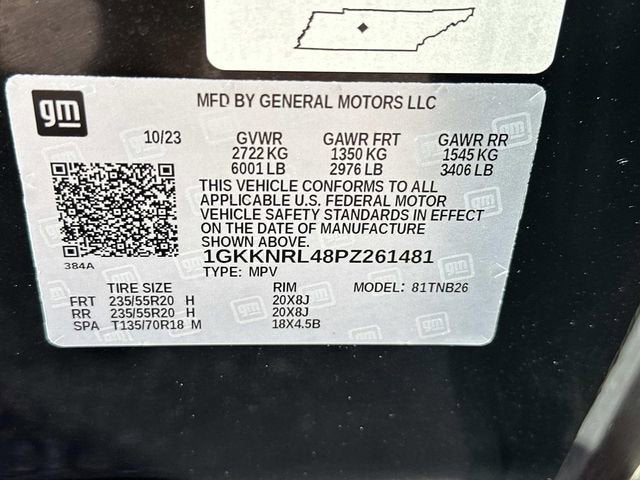 gm
MFD BY GENERAL MOTORS LLC
10/23 GVWR GAWR FRT GAWR RR
2722 KG 1350 KG 1545 KG
6001 LB 2976 LB 3406 LB
THIS VEHICLE CONFORMS TO ALL
APPLICABLE U.S. FEDERAL MOTOR
VEHICLE SAFETY STANDARDS IN EFFECT
ON THE DATE OF MANUFACTURE
SHOWN ABOVE.
384A
1GKKNRL48PZ261481
TYPE: MPV
TIRE SIZE RIM MODEL: 81TNB26
FRT 235/55R20 H 20X8J
RR 235/55R20 H 20X8J
SPA T135/70R18 M 18X4.5B